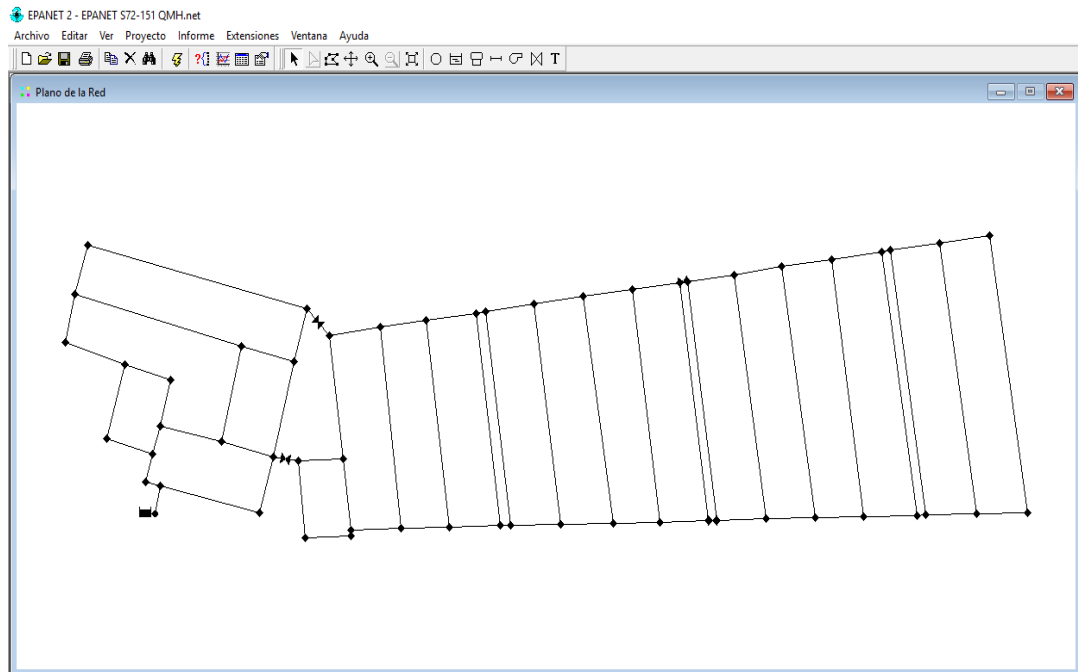 EPANET 2 - EPANET S72-151 QMH.net
Archivo Editar Ver Proyecto Informe Extensiones Ventana Ayuda
T
Plano de la Red